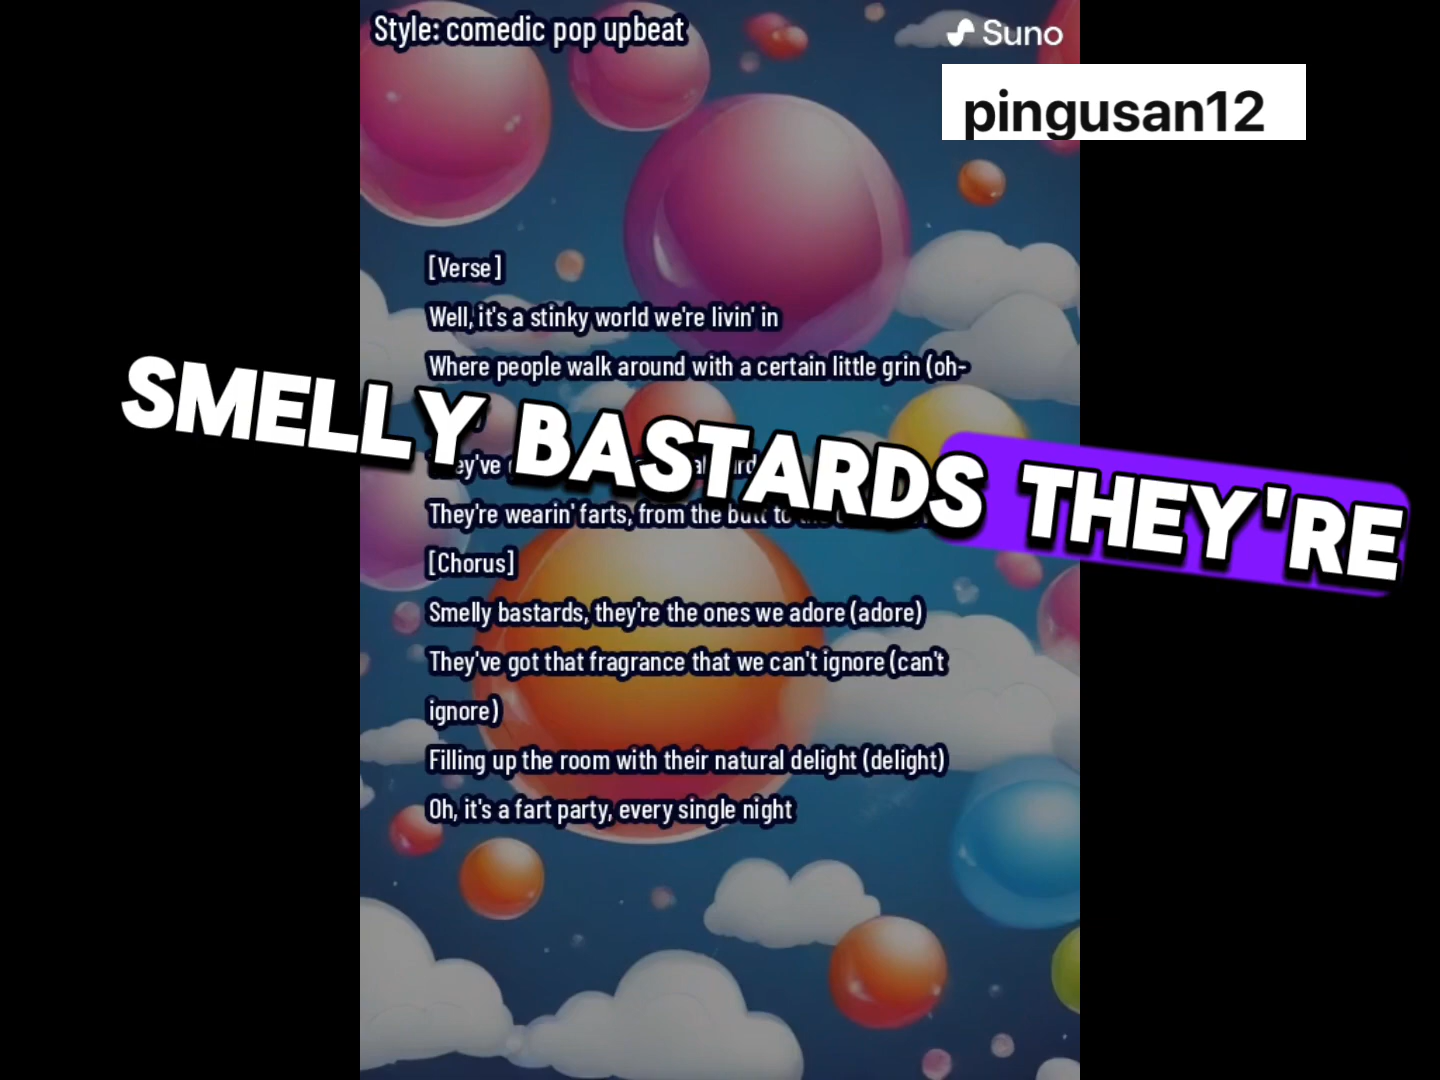 Style: comedic pop upbeat
Suno
pingusan12
[Verse]
Well, it's a stinky world we're livin' in
Where people walk around with a certain little grin (oh-
SMELLY BASTARDS THEY'RE
They're wearin' farts, from the butt to
[Chorus]
Smelly bastards, they're the ones we adore (adore)
They've got that fragrance that we can't ignore (can't
ignore)
Filling up the room with their natural delight (delight)
Oh, it's a fart party, every single night